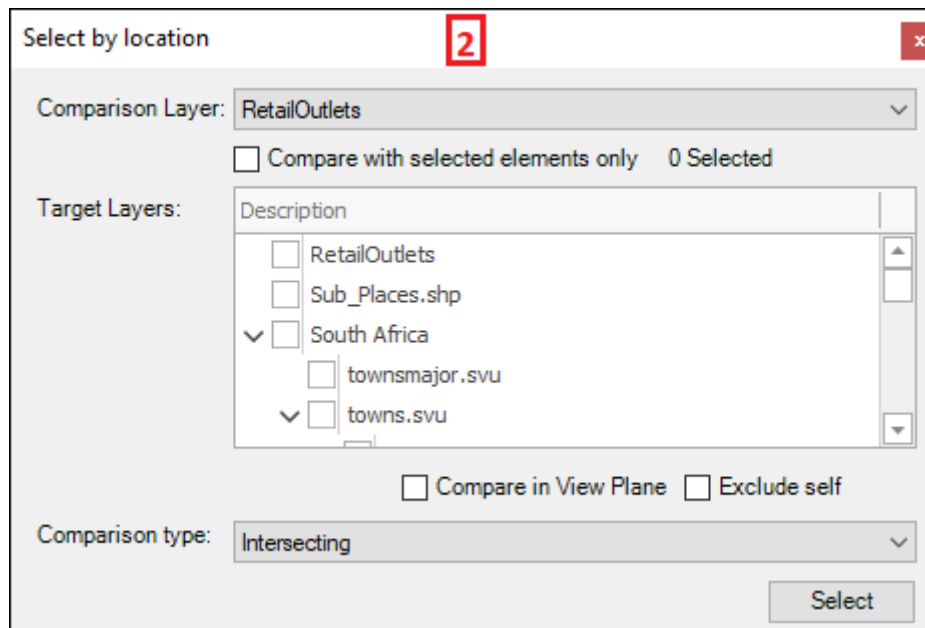 Select by location
2
x
Comparison Layer: RetailOutlets
Compare with selected elements only 0 Selected
Target Layers: Description
RetailOutlets
Sub_Places.shp
South Africa
townsmajor.svu
towns.svu
Compare in View Plane Exclude self
Comparison type: Intersecting
Select